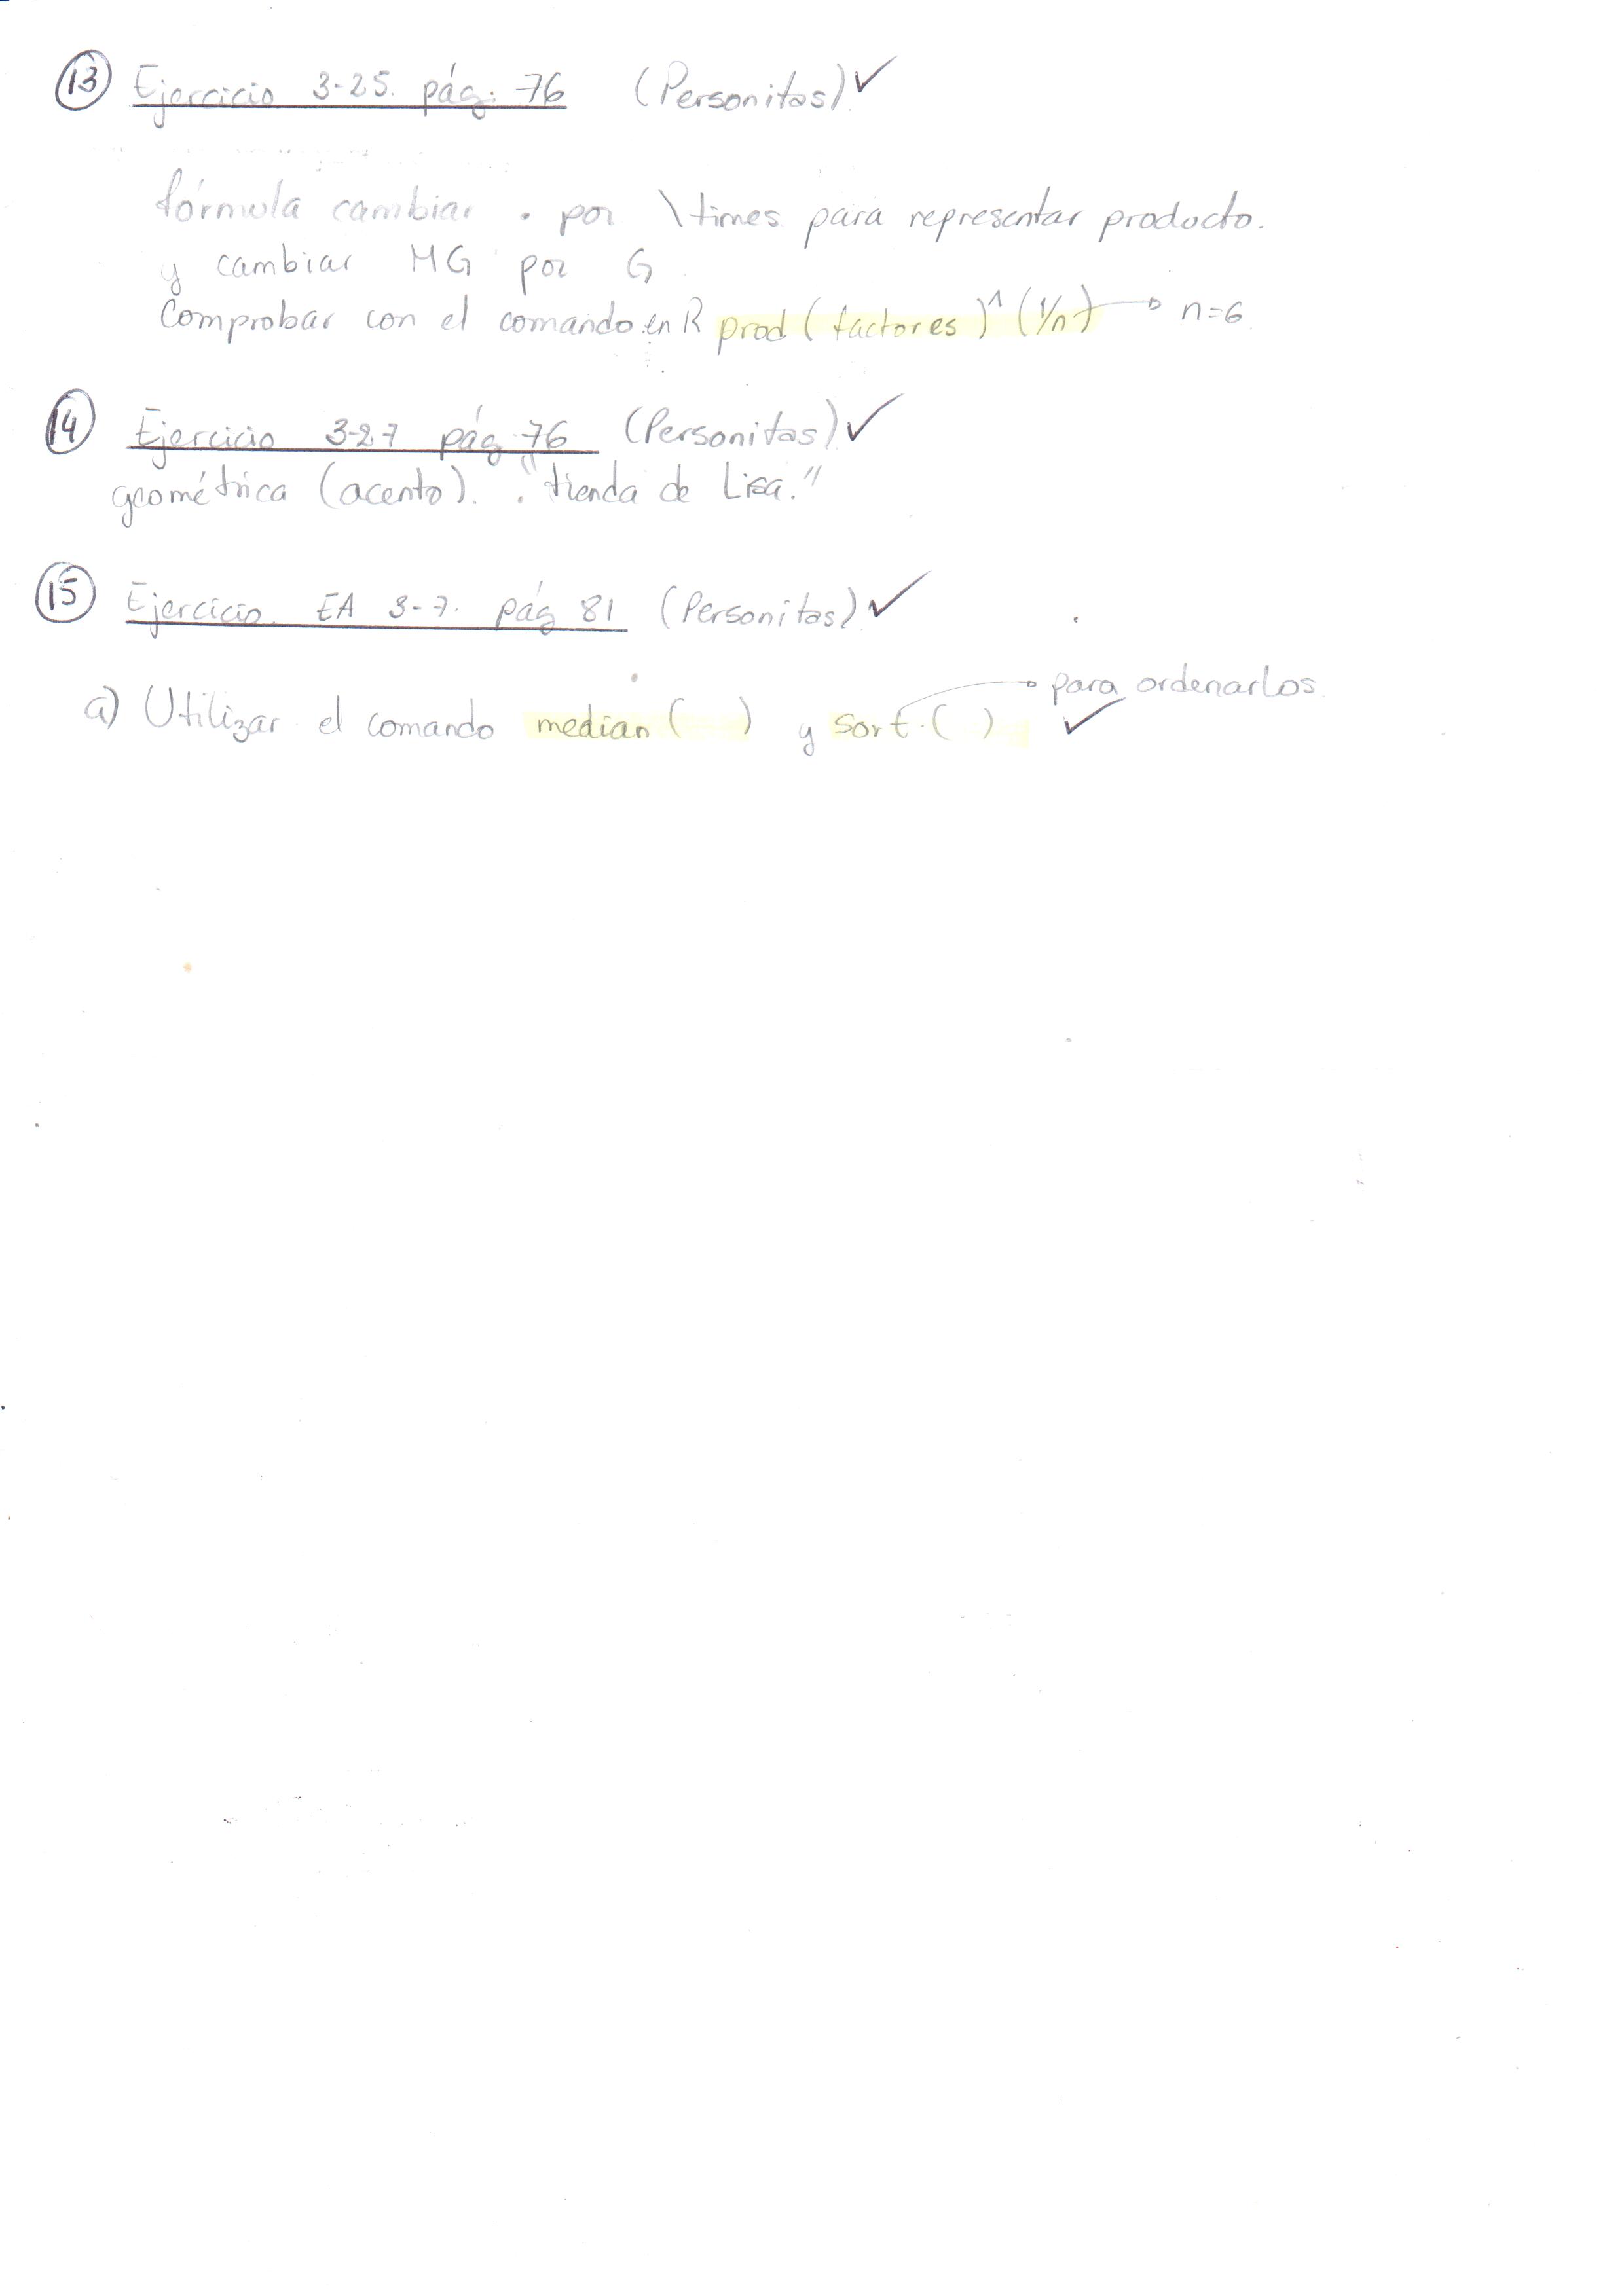 13 Ejercicio 3-25. pág. 76 (Personitas) ✓
fórmula cambiar . por \times para representar producto.
y cambiar MG por G
Comprobar con el comando en R prod (factores)^(1/n) → n=6
14 Ejercicio 3-27 pág 76 (Personitas) ✓
geométrica (acento). . "tienda de Lisa."
15 Ejercicio EA 3-7. pág 81 (Personitas) ✓
para ordenarlos
a) Utilizar el comando median ( ) y sort.( ) ✓